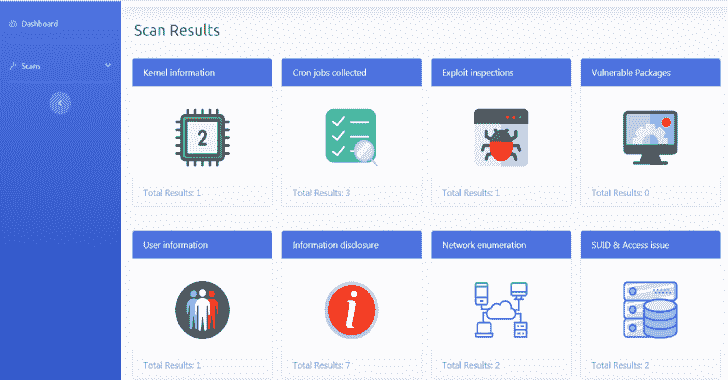 Dashboard
Scan Results
Scans
Kernel information
Cron jobs collected
Exploit inspections
Vulnerable Packages
2
Total Results: 1
Total Results: 3
Total Results: 1
Total Results: 0
User information
Information disclosure
Network enumeration
SUID & Access issue
i
Total Results: 1
Total Results: 7
Total Results: 2
Total Results: 2